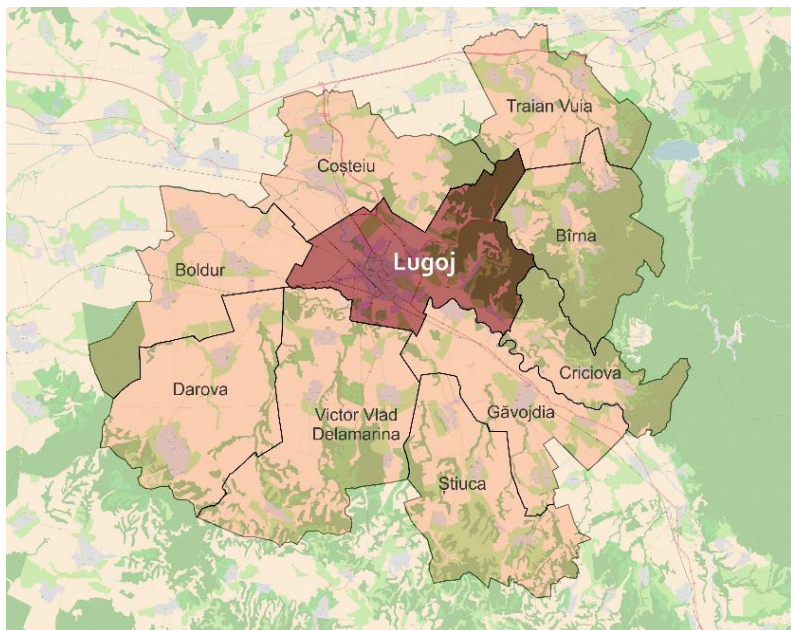 Traian Vuia
Coșteiu
Bîrna
Lugoj
Boldur
Criciova
Darova
Victor Vlad
Delamarina
Găvojdia
Știuca